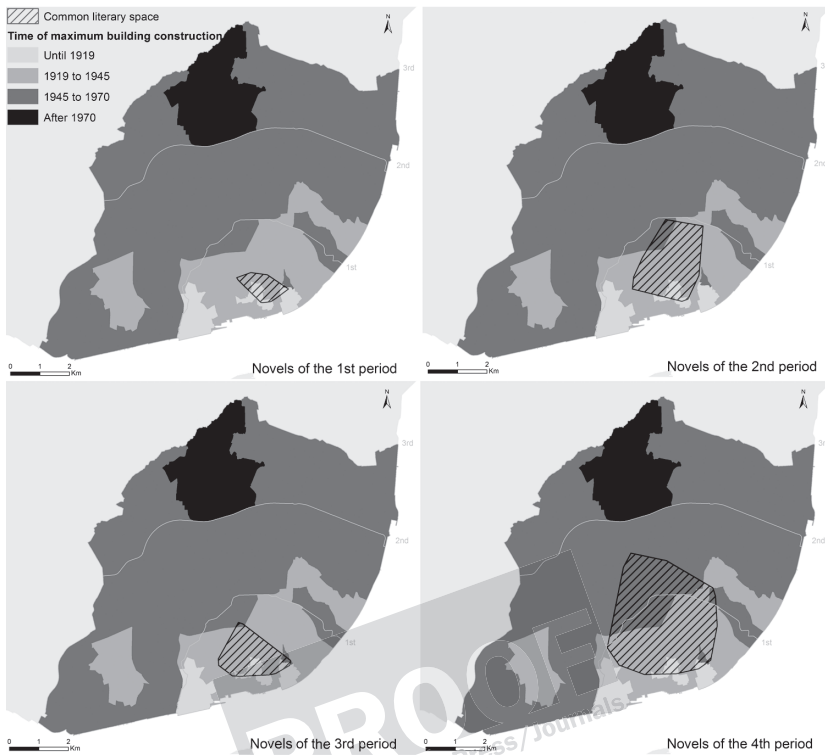 Common literary space
Time of maximum building construction
Until 1919
1919 to 1945
1945 to 1970
After 1970
N
3rd
2nd
1st
0 1 2
Km
Novels of the 1st period
N
2nd
1st
0 1 2
Km
Novels of the 2nd period
N
3rd
2nd
1st
0 1 2
Km
Novels of the 3rd period
N
2nd
1st
0 1 2
Km
Novels of the 4th period
PROOF
Journals